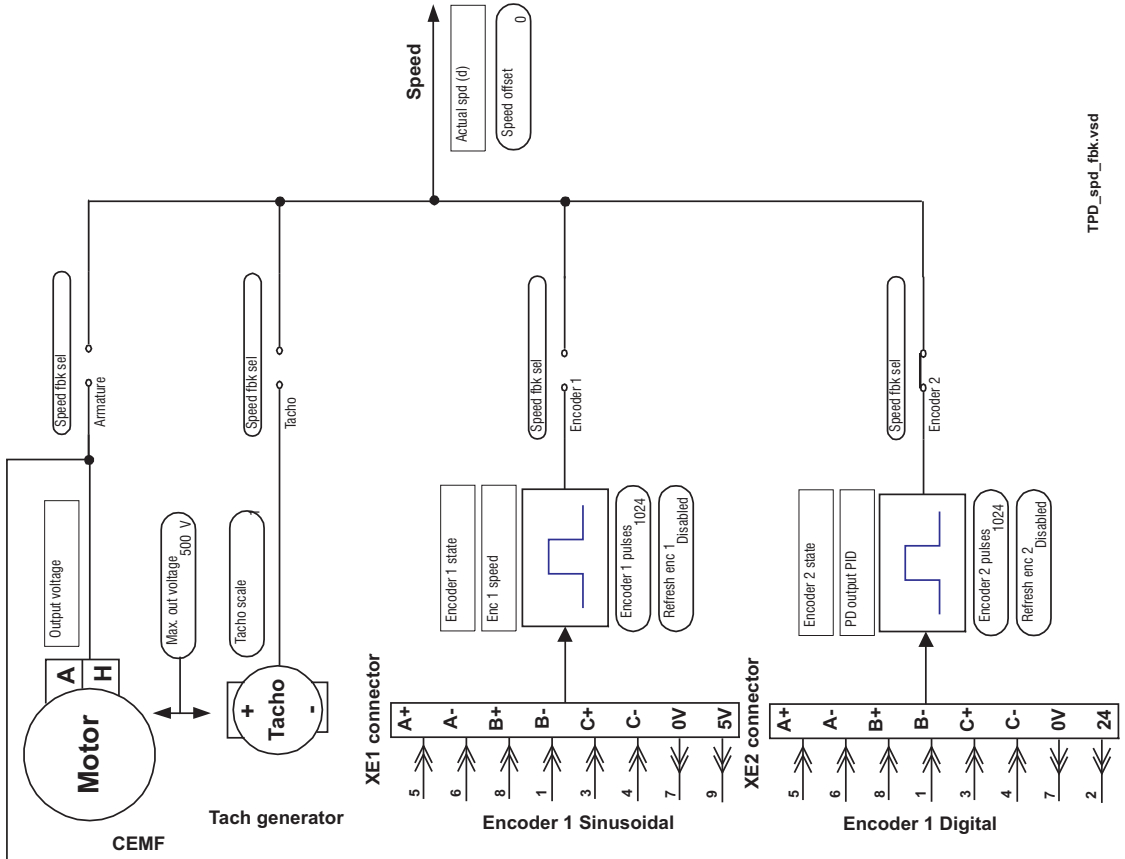 Speed
Actual spd (d)
Speed offset
0
Speed fbk sel
Armature
Speed fbk sel
Tacho
Speed fbk sel
Encoder 1
Speed fbk sel
Encoder 2
Output voltage
Max. out voltage
500 V
Tacho scale
1
Motor
A
H
CEMF
+
Tacho
-
Tach generator
Encoder 1 state
Enc 1 speed
Encoder 1 pulses
1024
Refresh enc 1
Disabled
XE1 connector
A+
A-
B+
B-
C+
C-
0V
5V
5
6
8
1
3
4
7
9
Encoder 1 Sinusoidal
Encoder 2 state
PD output PID
Encoder 2 pulses
1024
Refresh enc 2
Disabled
XE2 connector
A+
A-
B+
B-
C+
C-
0V
24
5
6
8
1
3
4
7
2
Encoder 1 Digital
TPD_spd_fbk.vsd